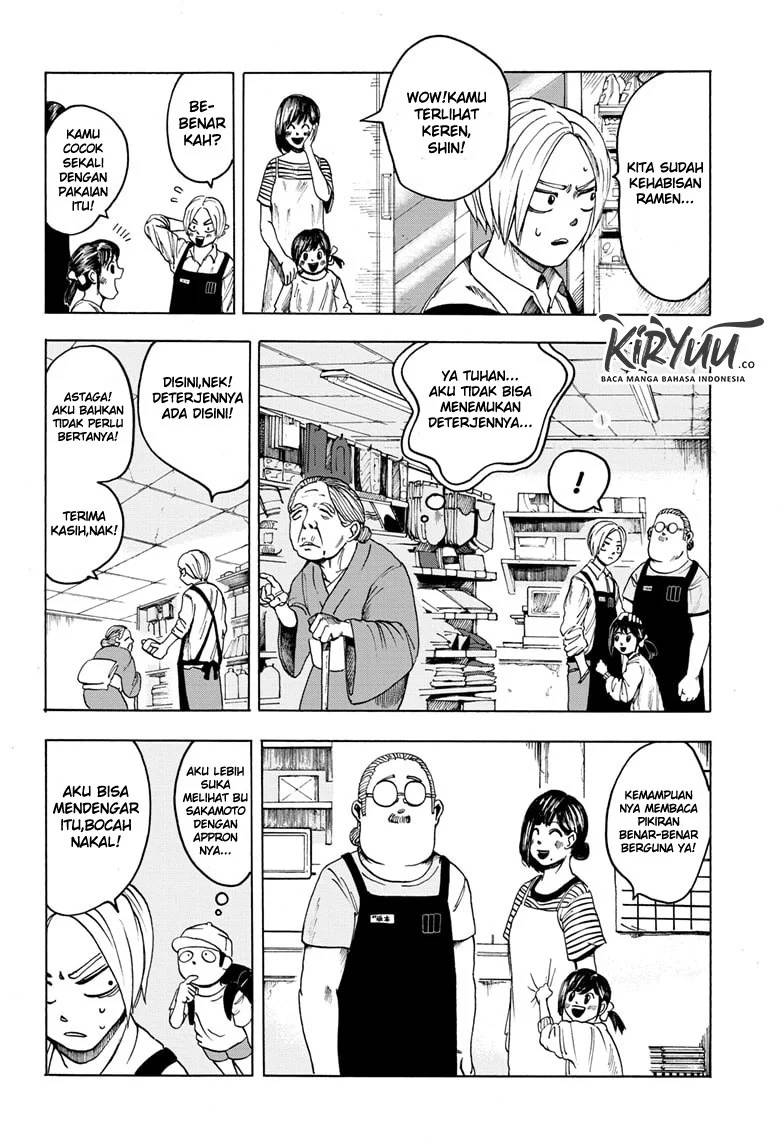 KITA SUDAH
KEHABISAN
RAMEN...
WOW!KAMU
TERLIHAT
KEREN,
SHIN!
BE-
BENAR
KAH?
KAMU
COCOK
SEKALI
DENGAN
PAKAIAN
ITU!
KIRYUU.CO
BACA MANGA BAHASA INDONESIA
!
YA TUHAN...
AKU TIDAK BISA
MENEMUKAN
DETERJENNYA...
DISINI,NEK!
DETERJENNYA
ADA DISINI!
ASTAGA!
AKU BAHKAN
TIDAK PERLU
BERTANYA!
TERIMA
KASIH,NAK!
KEMAMPUAN
NYA MEMBACA
PIKIRAN
BENAR-BENAR
BERGUNA YA!
AKU LEBIH
SUKA
MELIHAT BU
SAKAMOTO
DENGAN
APPRON
NYA...
AKU BISA
MENDENGAR
ITU,BOCAH
NAKAL!